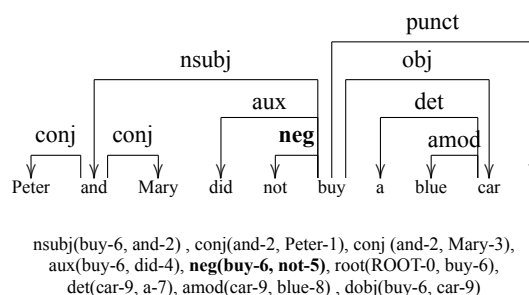 punct
nsubj obj
aux det
conj conj neg amod
Peter and Mary did not buy a blue car
nsubj(buy-6, and-2) , conj(and-2, Peter-1), conj (and-2, Mary-3),
aux(buy-6, did-4), neg(buy-6, not-5), root(ROOT-0, buy-6),
det(car-9, a-7), amod(car-9, blue-8) , dobj(buy-6, car-9)